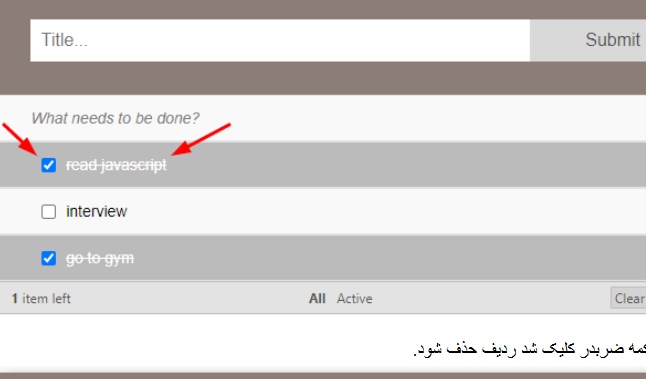 Title... Submit
What needs to be done?
read javascript
interview
go to gym
1 item left All Active Clear
ضربدر کلیک شد ردیف حذف شود.